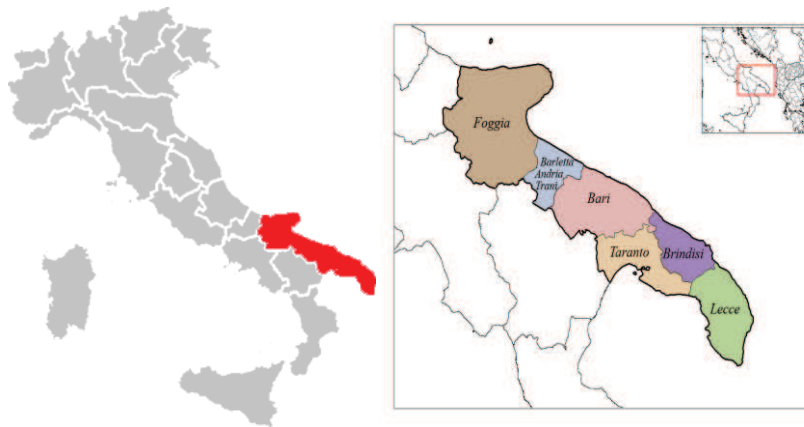 Foggia
Barletta
Andria
Trani
Bari
Taranto
Brindisi
Lecce